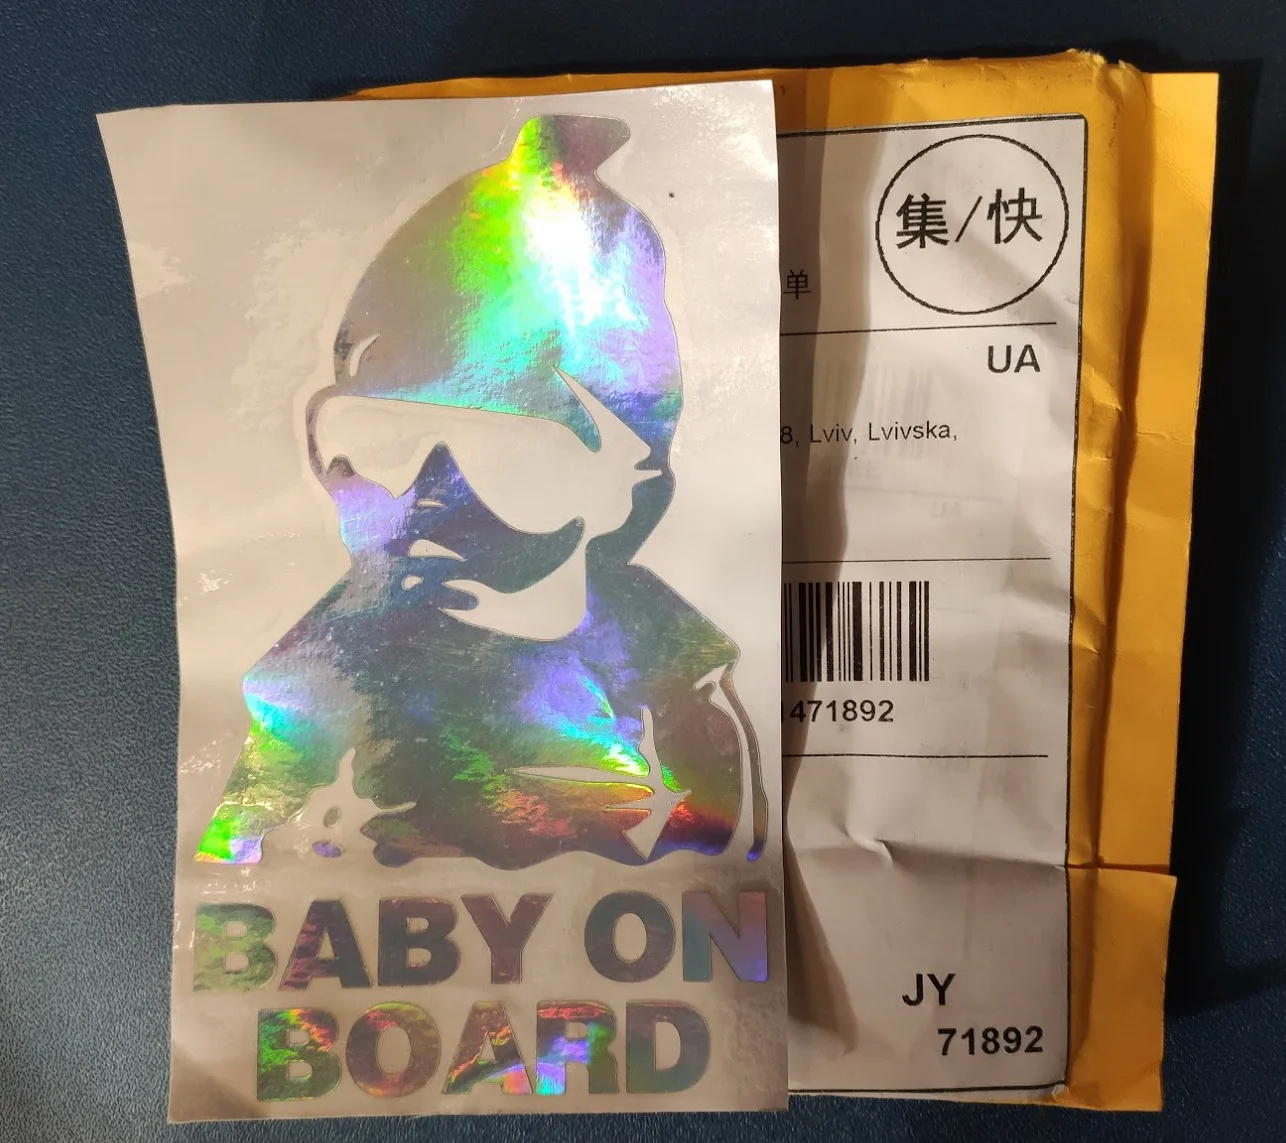 BABY ON
BOARD
集/快
单
UA
8, Lviv, Lvivska,
471892
JY
71892